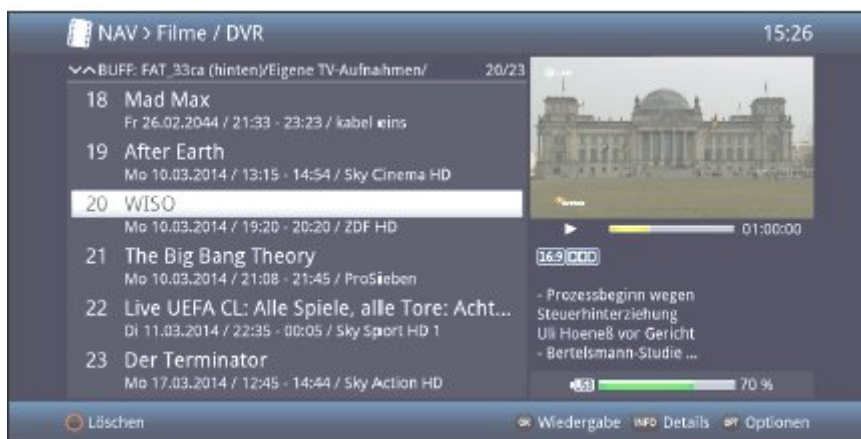 NAV > Filme / DVR
15:26
BUFF: FAT_33ca (hinten)/Eigene TV-Aufnahmen/ 20/23
18 Mad Max
Fr 26.02.2044 / 21:33 - 23:23 / kabel eins
19 After Earth
Mo 10.03.2014 / 13:15 - 14:54 / Sky Cinema HD
20 WISO
Mo 10.03.2014 / 19:20 - 20:20 / ZDF HD
21 The Big Bang Theory
Mo 10.03.2014 / 21:08 - 21:45 / ProSieben
22 Live UEFA CL: Alle Spiele, alle Tore: Acht...
Di 11.03.2014 / 22:35 - 00:05 / Sky Sport HD 1
23 Der Terminator
Mo 17.03.2014 / 12:45 - 14:44 / Sky Action HD
01:00:00
16:9
- Prozessbeginn wegen
Steuerhinterziehung
Uli Hoeneß vor Gericht
- Bertelsmann-Studie ...
USB 70 %
Löschen
OK Wiedergabe INFO Details OPT Optionen